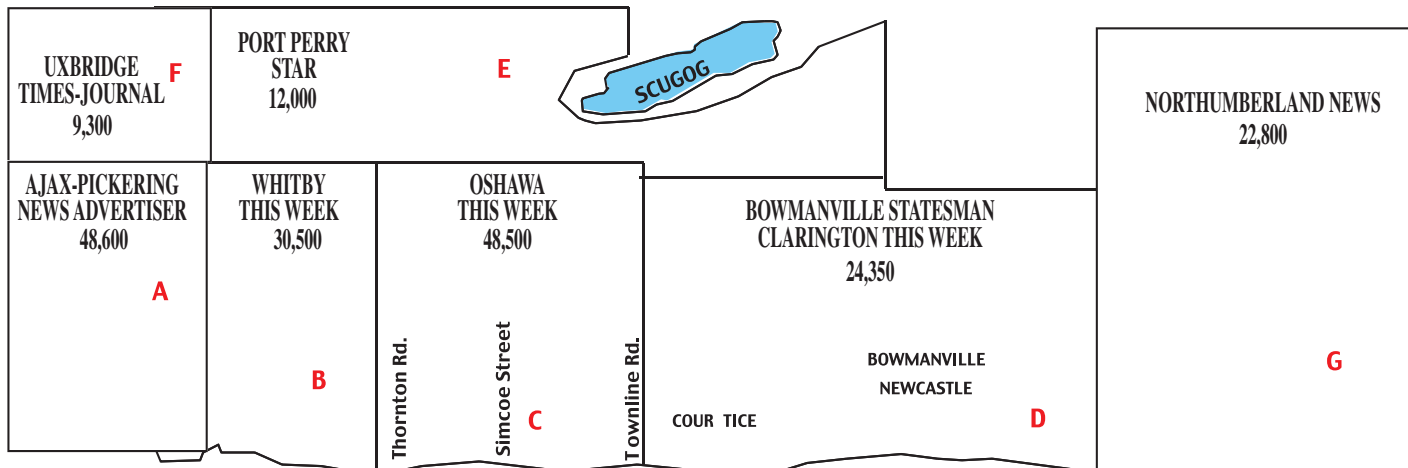 UXBRIDGE
TIMES-JOURNAL
9,300
F
PORT PERRY
STAR
12,000
E
SCUGOG
NORTHUMBERLAND NEWS
22,800
AJAX-PICKERING
NEWS ADVERTISER
48,600
A
WHITBY
THIS WEEK
30,500
B
OSHAWA
THIS WEEK
48,500
Thornton Rd.
Simcoe Street
C
Townline Rd.
BOWMANVILLE STATESMAN
CLARINGTON THIS WEEK
24,350
BOWMANVILLE
NEWCASTLE
COUR TICE
D
G